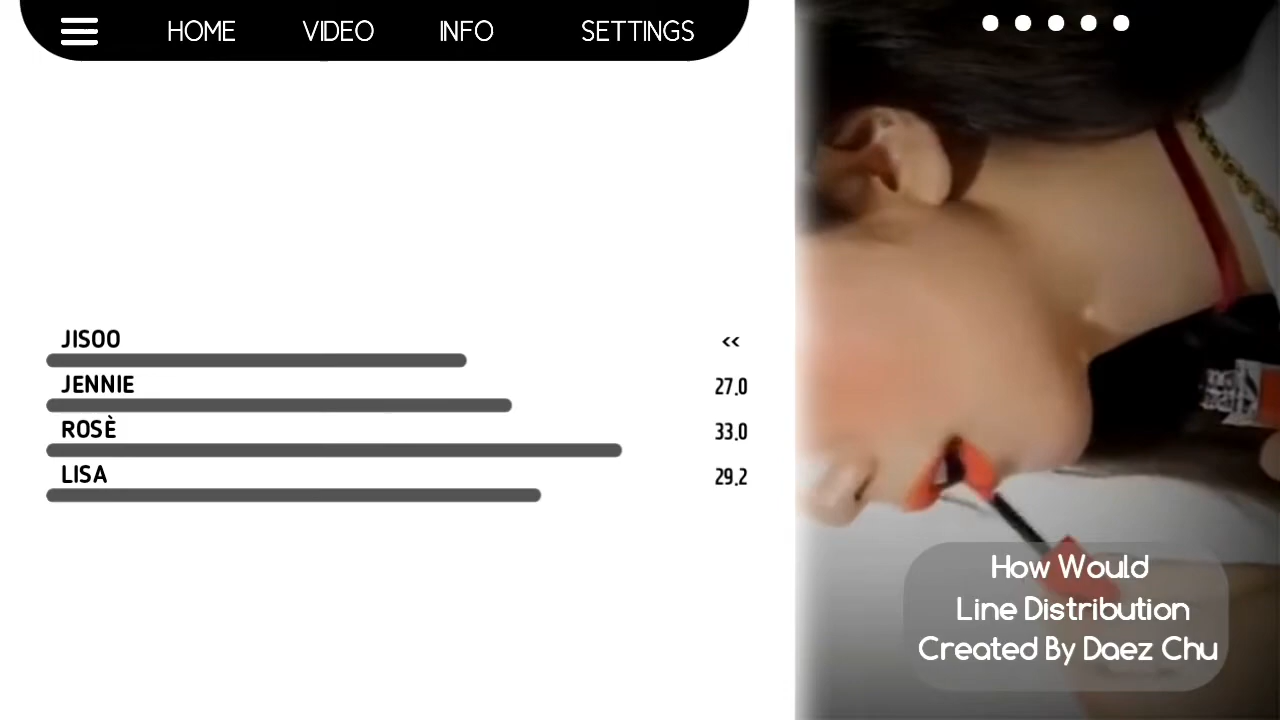 HOME VIDEO INFO SETTINGS
JISOO <<
JENNIE 27.0
ROSÈ 33.0
LISA 29.2
How Would
Line Distribution
Created By Daez Chu